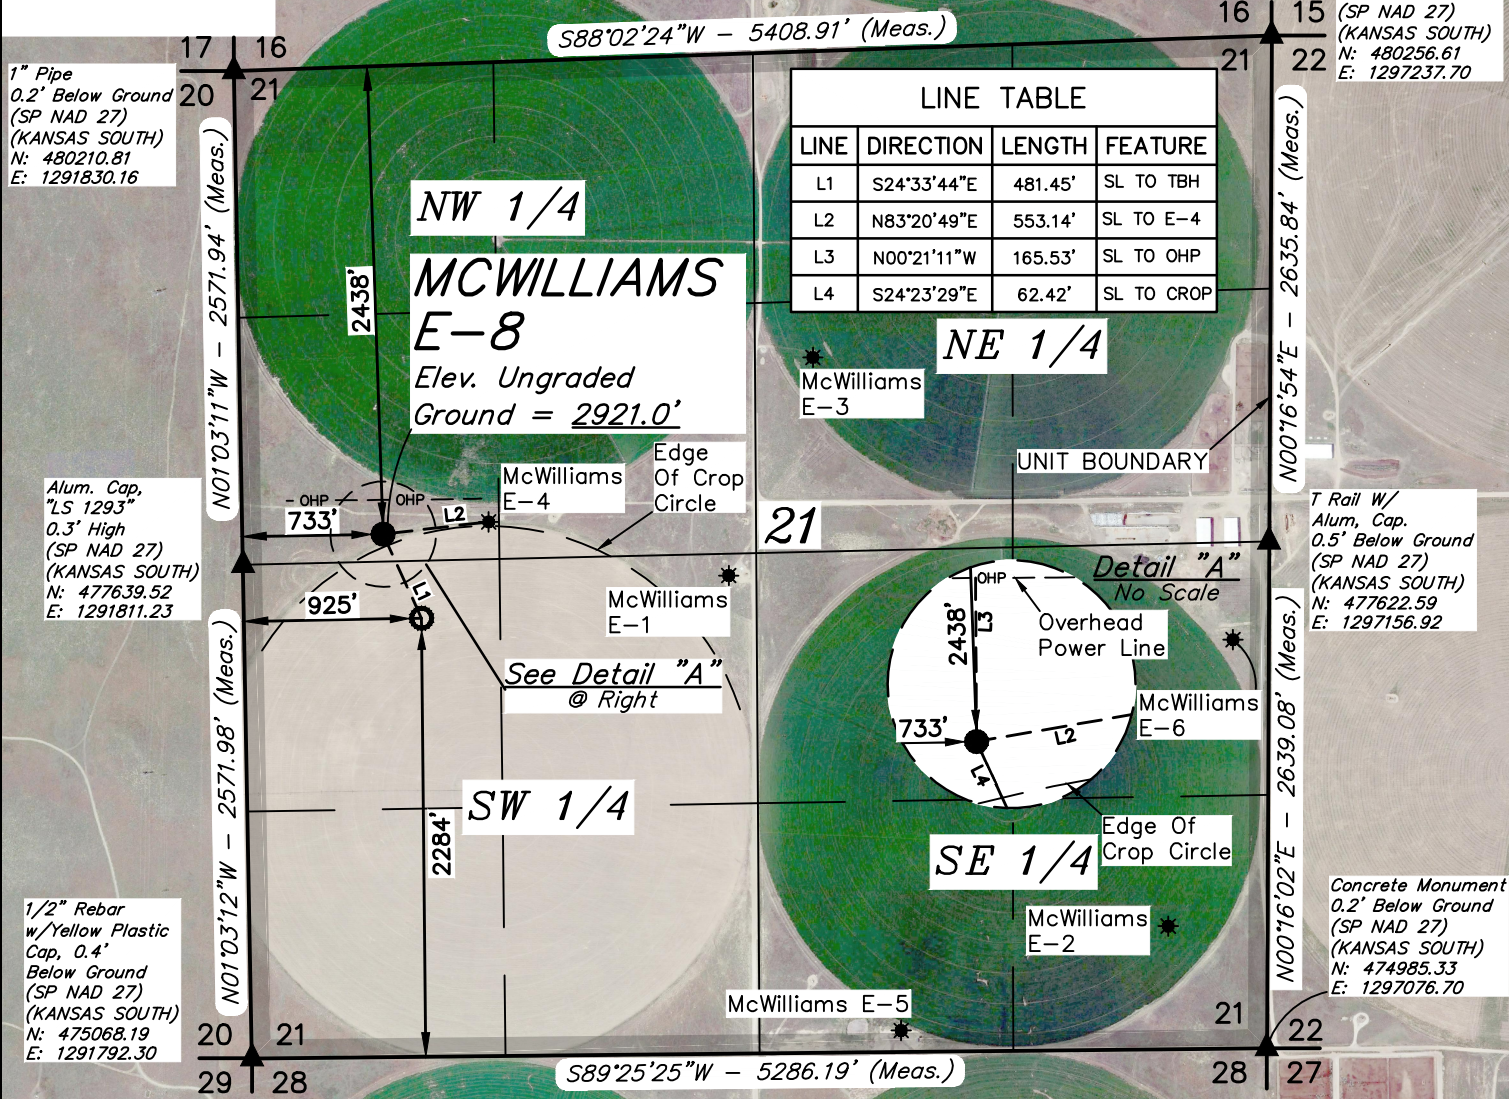 S88°02'24"W - 5408.91' (Meas.)
16 15
21 22
(SP NAD 27)
(KANSAS SOUTH)
N: 480256.61
E: 1297237.70
17 16
20 21
1" Pipe
0.2' Below Ground
(SP NAD 27)
(KANSAS SOUTH)
N: 480210.81
E: 1291830.16
LINE TABLE
LINE DIRECTION LENGTH FEATURE
L1 S24°33'44"E 481.45' SL TO TBH
L2 N83°20'49"E 553.14' SL TO E-4
L3 N00°21'11"W 165.53' SL TO OHP
L4 S24°23'29"E 62.42' SL TO CROP
N01°03'11"W - 2571.94' (Meas.)
N00°16'54"E - 2635.84' (Meas.)
NW 1/4
2438'
MCWILLIAMS
E-8
Elev. Ungraded
Ground = 2921.0'
NE 1/4
McWilliams
E-3
UNIT BOUNDARY
Edge
Of Crop
Circle
McWilliams
E-4
OHP
OHP
733'
L2
21
Alum. Cap,
"LS 1293"
0.3' High
(SP NAD 27)
(KANSAS SOUTH)
N: 477639.52
E: 1291811.23
T Rail W/
Alum, Cap.
0.5' Below Ground
(SP NAD 27)
(KANSAS SOUTH)
N: 477622.59
E: 1297156.92
L1
925'
McWilliams
E-1
See Detail "A"
@ Right
Detail "A"
No Scale
OHP
2438'
L3
Overhead
Power Line
733'
L2
L4
McWilliams
E-6
Edge Of
Crop Circle
N01°03'12"W - 2571.98' (Meas.)
N00°16'02"E - 2639.08' (Meas.)
SW 1/4
2284'
SE 1/4
McWilliams
E-2
McWilliams E-5
1/2" Rebar
w/Yellow Plastic
Cap, 0.4'
Below Ground
(SP NAD 27)
(KANSAS SOUTH)
N: 475068.19
E: 1291792.30
Concrete Monument
0.2' Below Ground
(SP NAD 27)
(KANSAS SOUTH)
N: 474985.33
E: 1297076.70
20 21
29 28
S89°25'25"W - 5286.19' (Meas.)
21 22
28 27